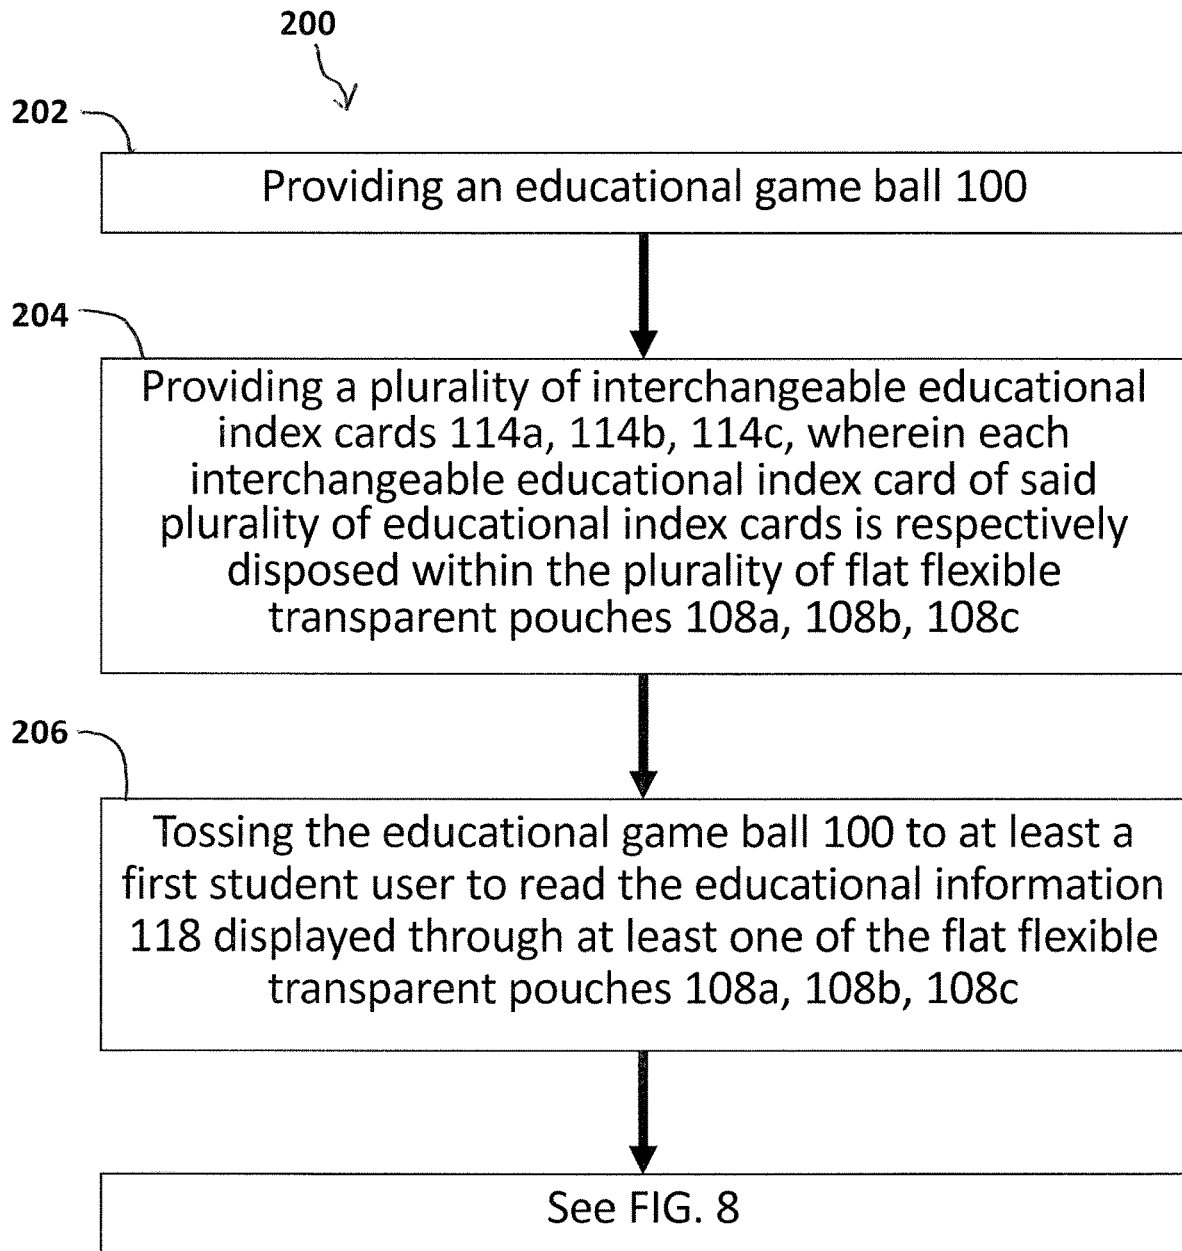 200
202
Providing an educational game ball 100
204
Providing a plurality of interchangeable educational
index cards 114a, 114b, 114c, wherein each
interchangeable educational index card of said
plurality of educational index cards is respectively
disposed within the plurality of flat flexible
transparent pouches 108a, 108b, 108c
206
Tossing the educational game ball 100 to at least a
first student user to read the educational information
118 displayed through at least one of the flat flexible
transparent pouches 108a, 108b, 108c
See FIG. 8